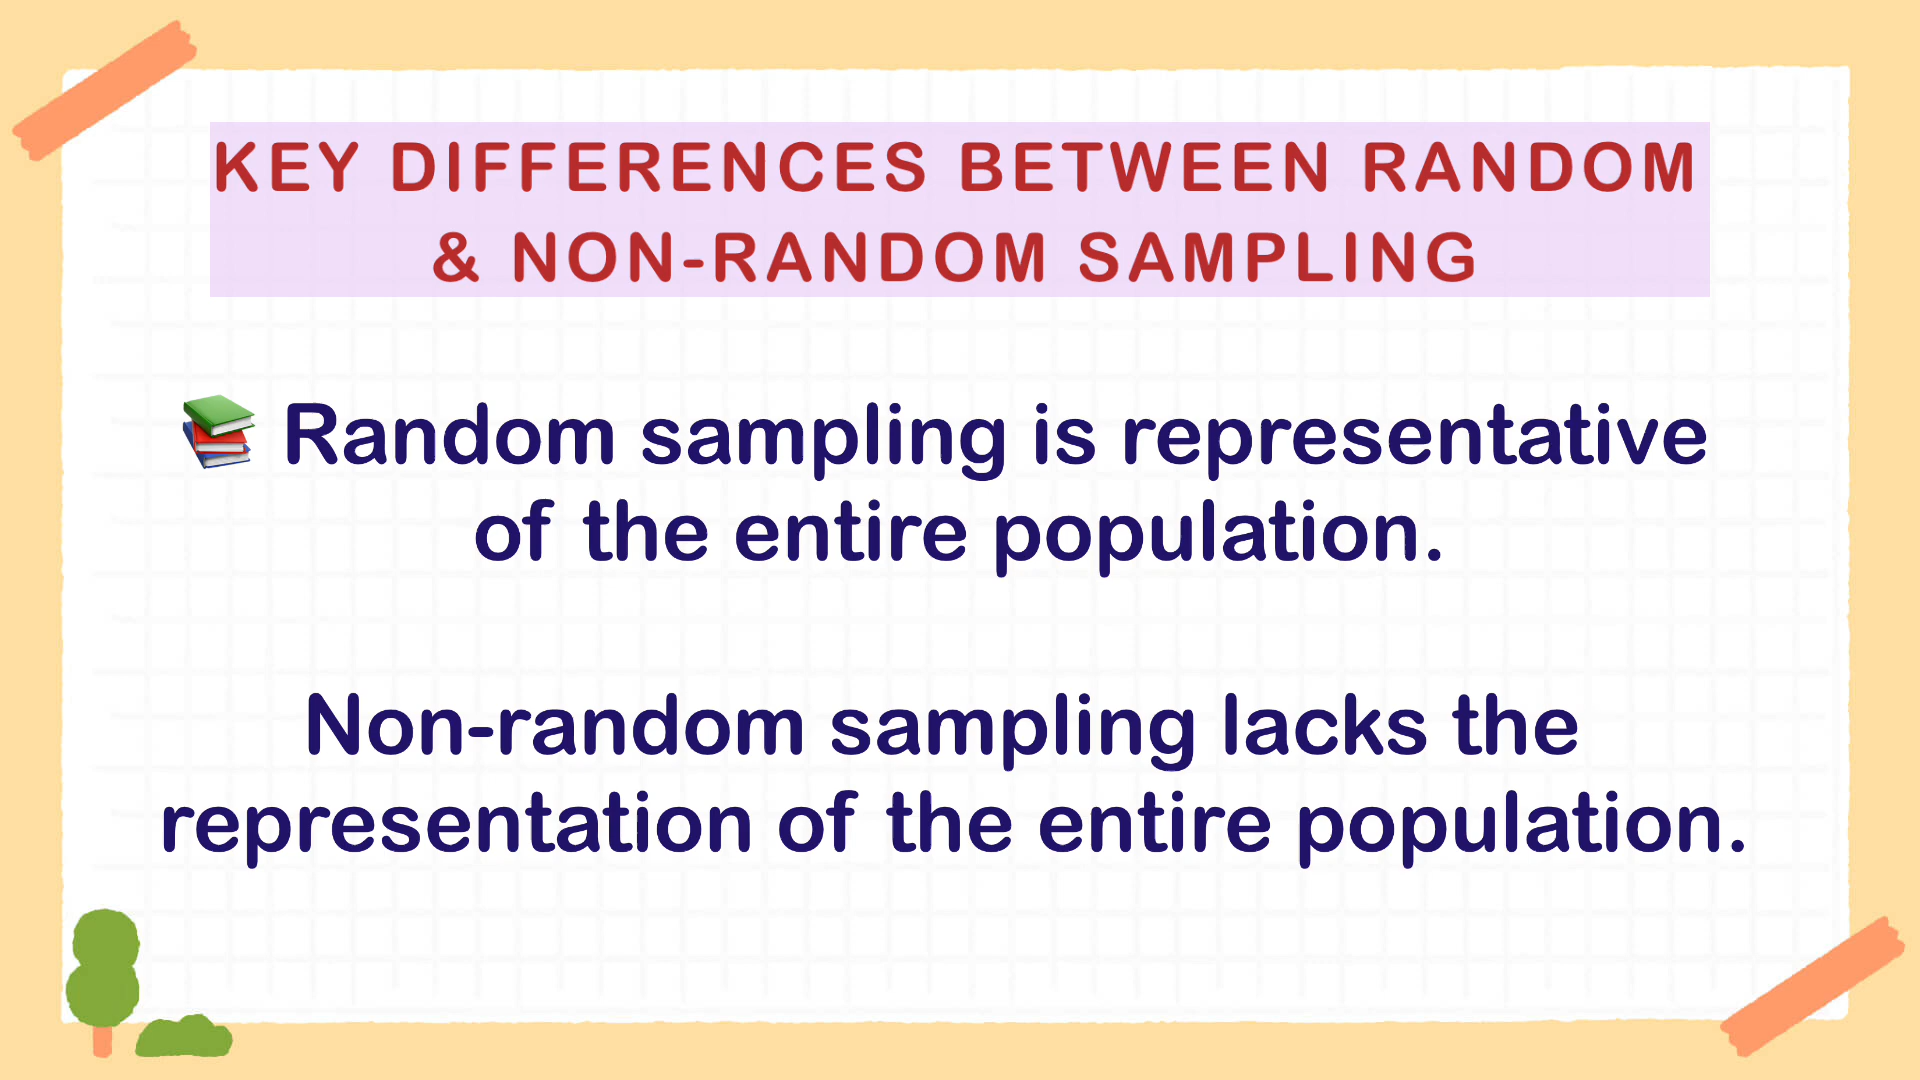 KEY DIFFERENCES BETWEEN RANDOM
& NON-RANDOM SAMPLING
📚 Random sampling is representative
of the entire population.
Non-random sampling lacks the
representation of the entire population.